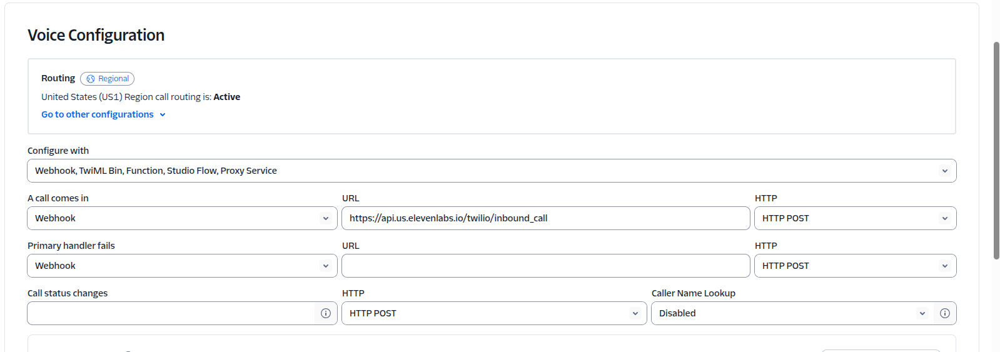 Voice Configuration
Routing Regional
United States (US1) Region call routing is: Active
Go to other configurations
Configure with
Webhook, TwiML Bin, Function, Studio Flow, Proxy Service
A call comes in URL HTTP
Webhook https://api.us.elevenlabs.io/twilio/inbound_call HTTP POST
Primary handler fails URL HTTP
Webhook HTTP POST
Call status changes HTTP Caller Name Lookup
HTTP POST Disabled